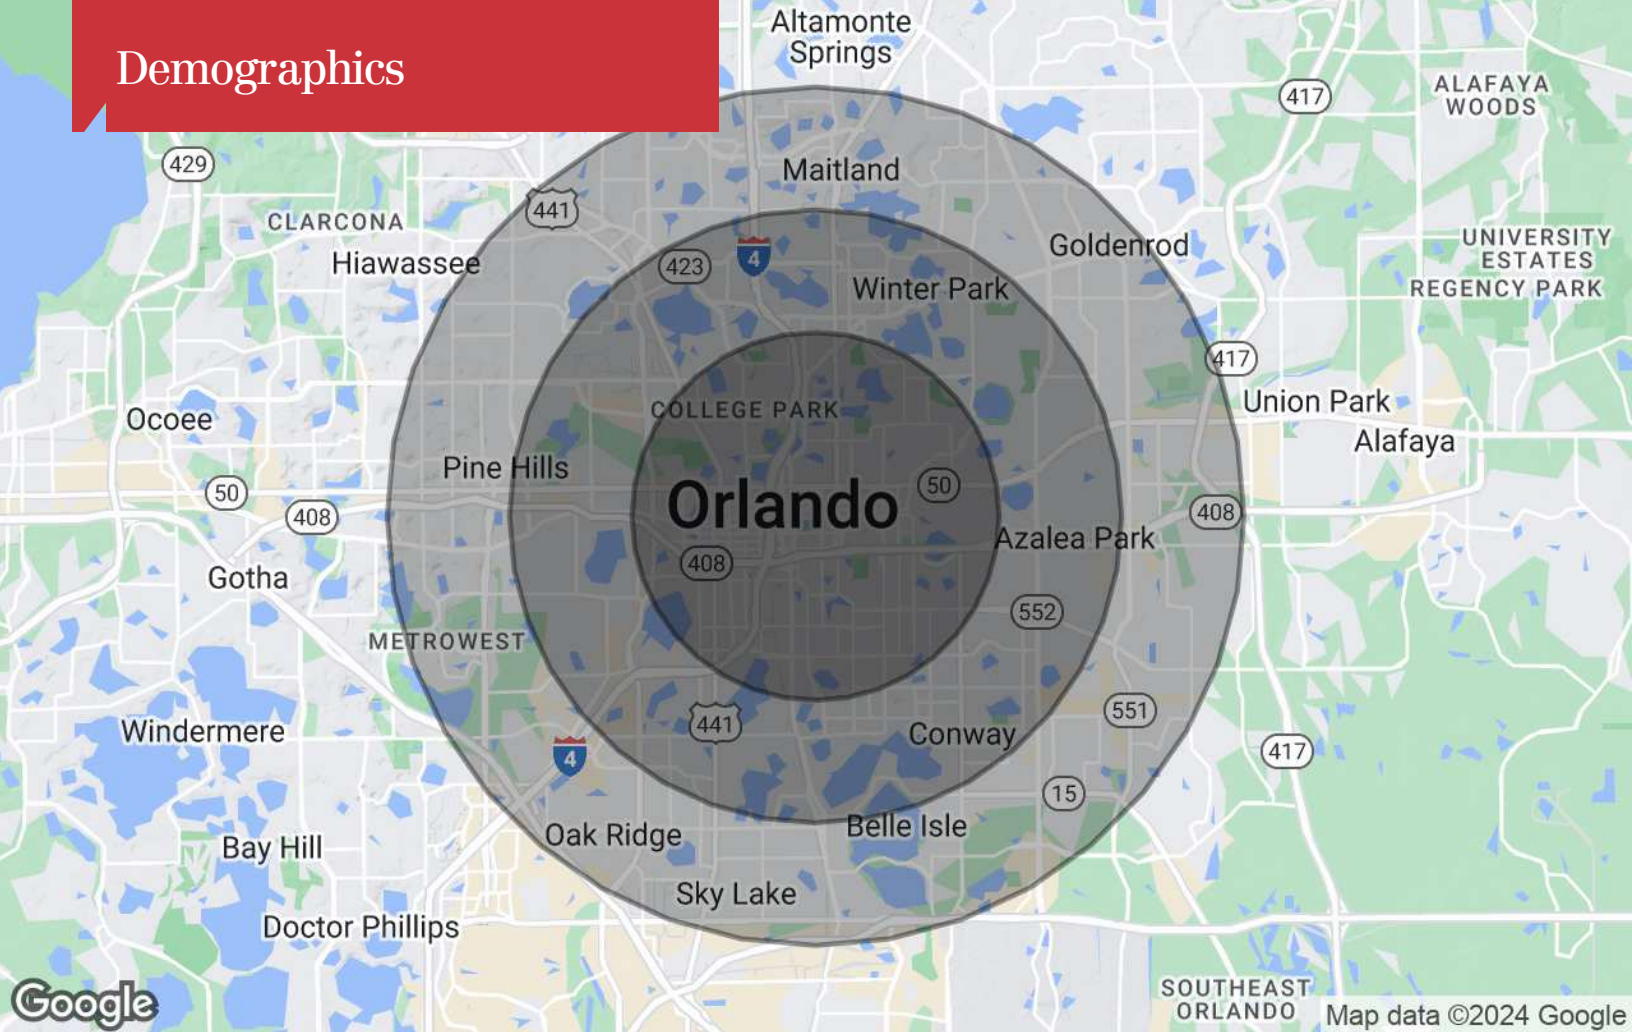 Demographics
Altamonte
Springs
417
ALAFAYA
WOODS
429
Maitland
441
CLARCONA
Hiawassee
423
4
Goldenrod
UNIVERSITY
ESTATES
REGENCY PARK
Winter Park
417
Ocoee
COLLEGE PARK
Union Park
Alafaya
Pine Hills
50
408
Orlando
50
408
Azalea Park
408
Gotha
552
METROWEST
Windermere
441
Conway
551
4
417
15
Bay Hill
Oak Ridge
Belle Isle
Sky Lake
Doctor Phillips
SOUTHEAST
ORLANDO
Google
Map data ©2024 Google